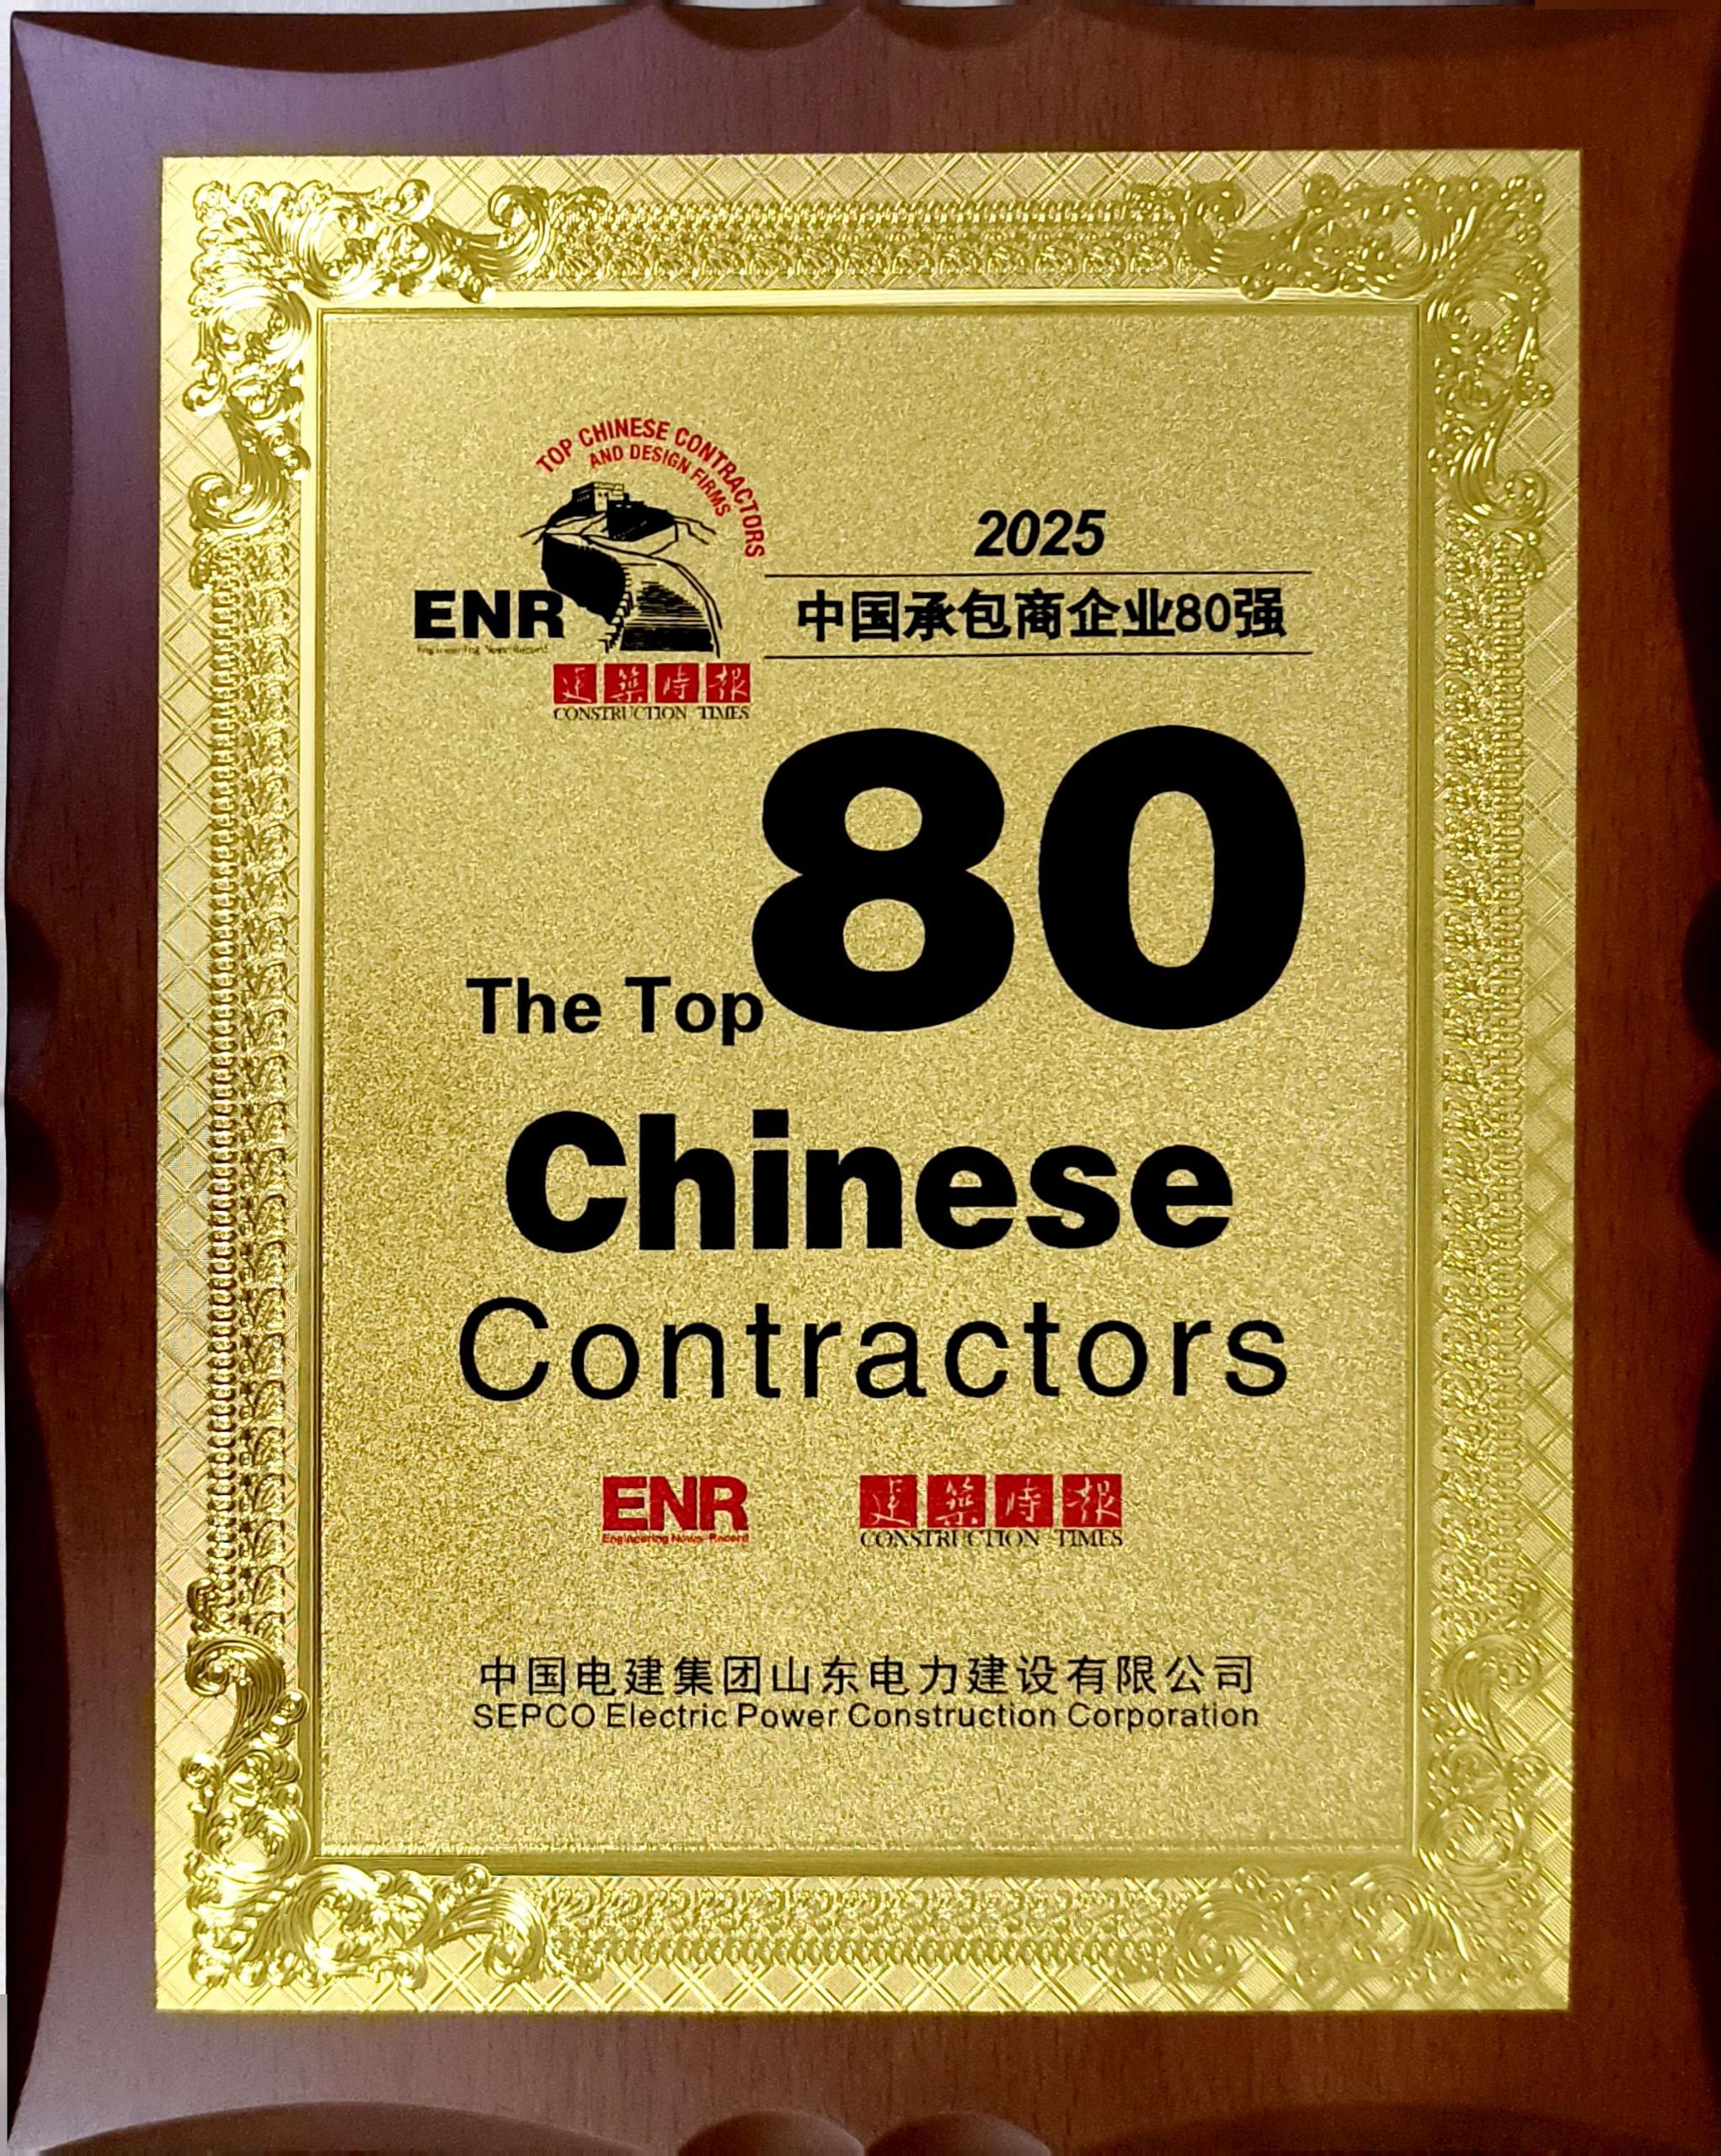 TOP CHINESE CONTRACTORS
AND DESIGN FIRMS
ENR
Engineering News-Record
建築時報
CONSTRUCTION TIMES
2025
中国承包商企业80强
The Top 80
Chinese
Contractors
ENR
Engineering News-Record
建築時報
CONSTRUCTION TIMES
中国电建集团山东电力建设有限公司
SEPCO Electric Power Construction Corporation